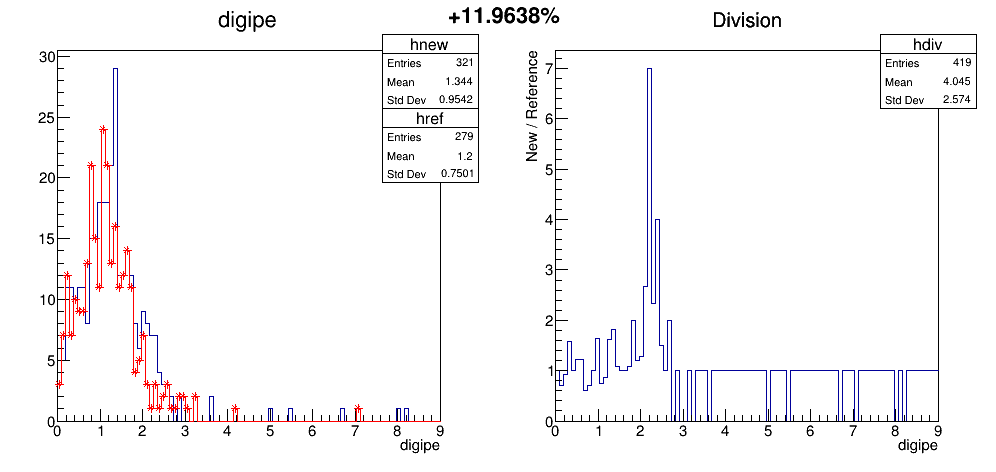 +11.9638%
digipe
hnew
Entries 321
Mean 1.344
Std Dev 0.9542
href
Entries 279
Mean 1.2
Std Dev 0.7501
30
25
20
15
10
5
0
0 1 2 3 4 5 6 7 8 9
digipe
Division
hdiv
Entries 419
Mean 4.045
Std Dev 2.574
New / Reference
7
6
5
4
3
2
1
0
0 1 2 3 4 5 6 7 8 9
digipe